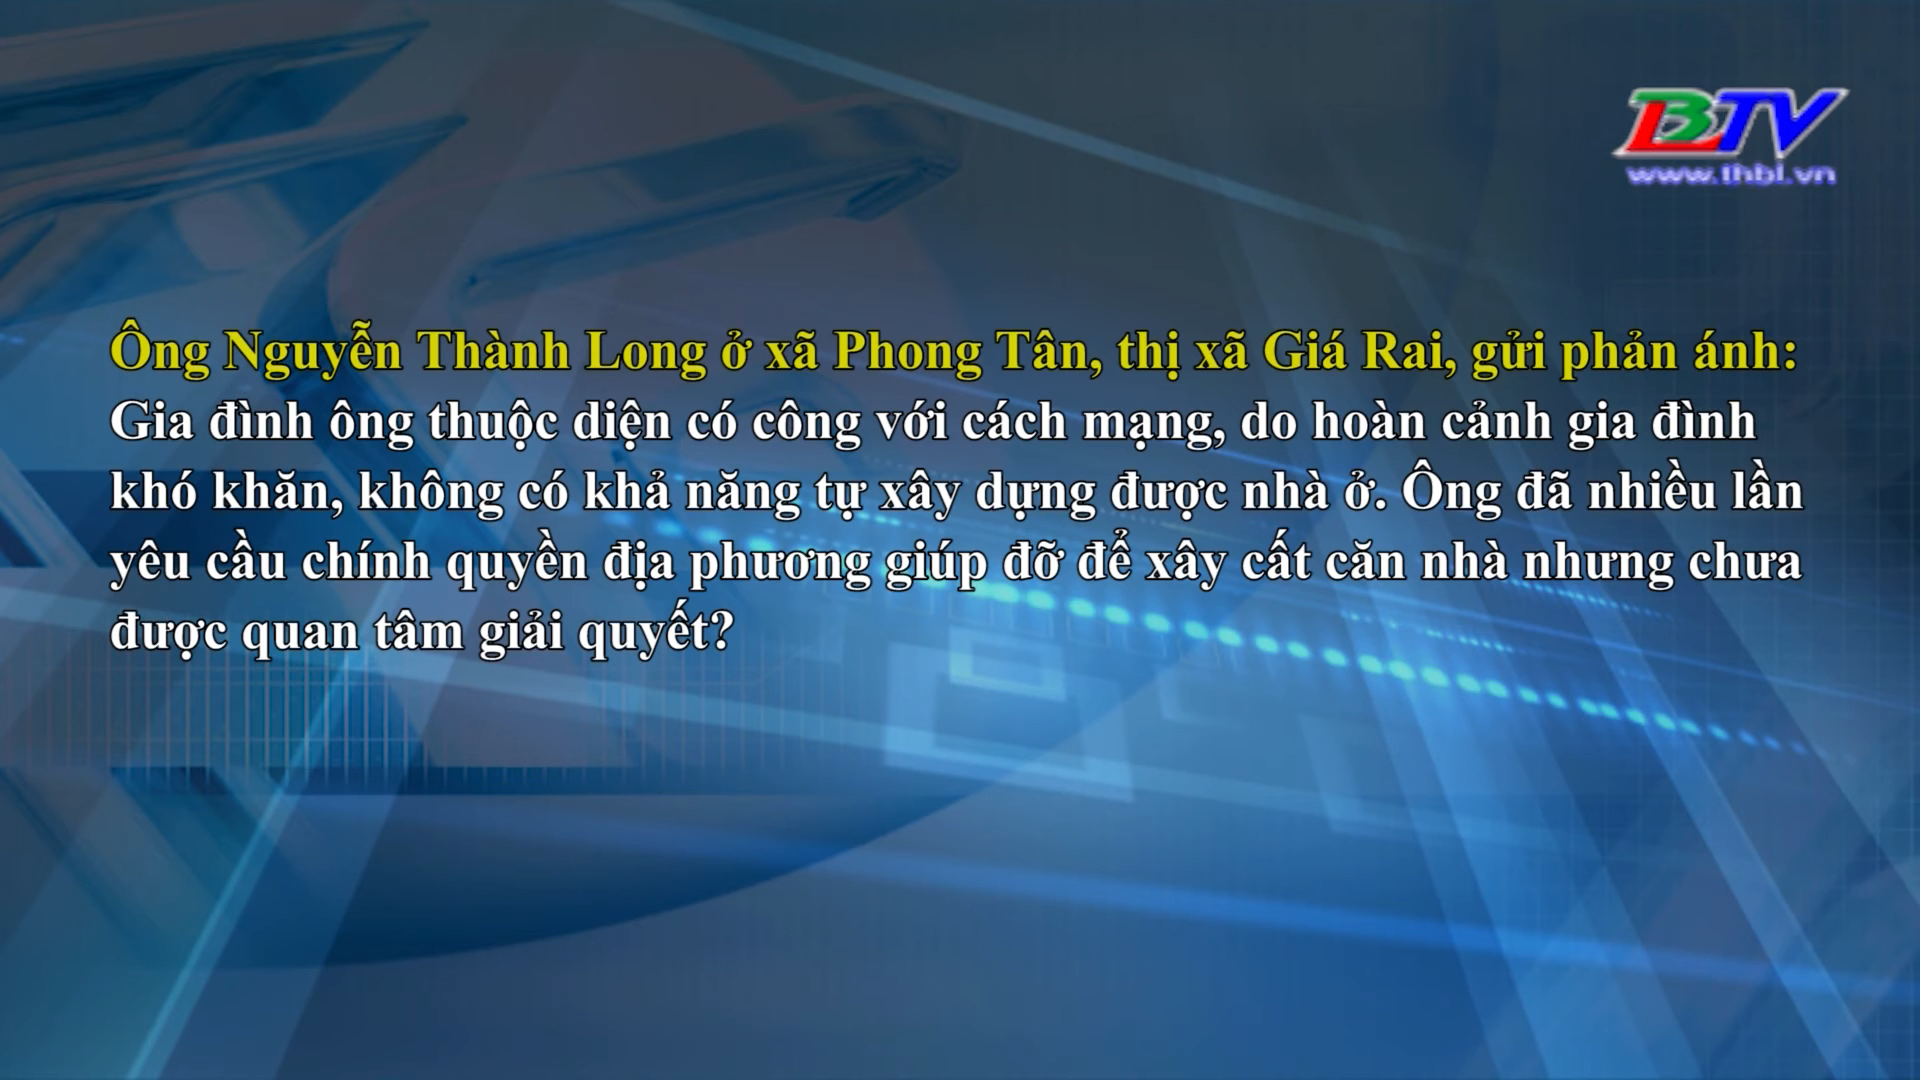 BTV
www.thbl.vn
Ông Nguyễn Thành Long ở xã Phong Tân, thị xã Giá Rai, gửi phản ánh:
Gia đình ông thuộc diện có công với cách mạng, do hoàn cảnh gia đình
khó khăn, không có khả năng tự xây dựng được nhà ở. Ông đã nhiều lần
yêu cầu chính quyền địa phương giúp đỡ để xây cất căn nhà nhưng chưa
được quan tâm giải quyết?